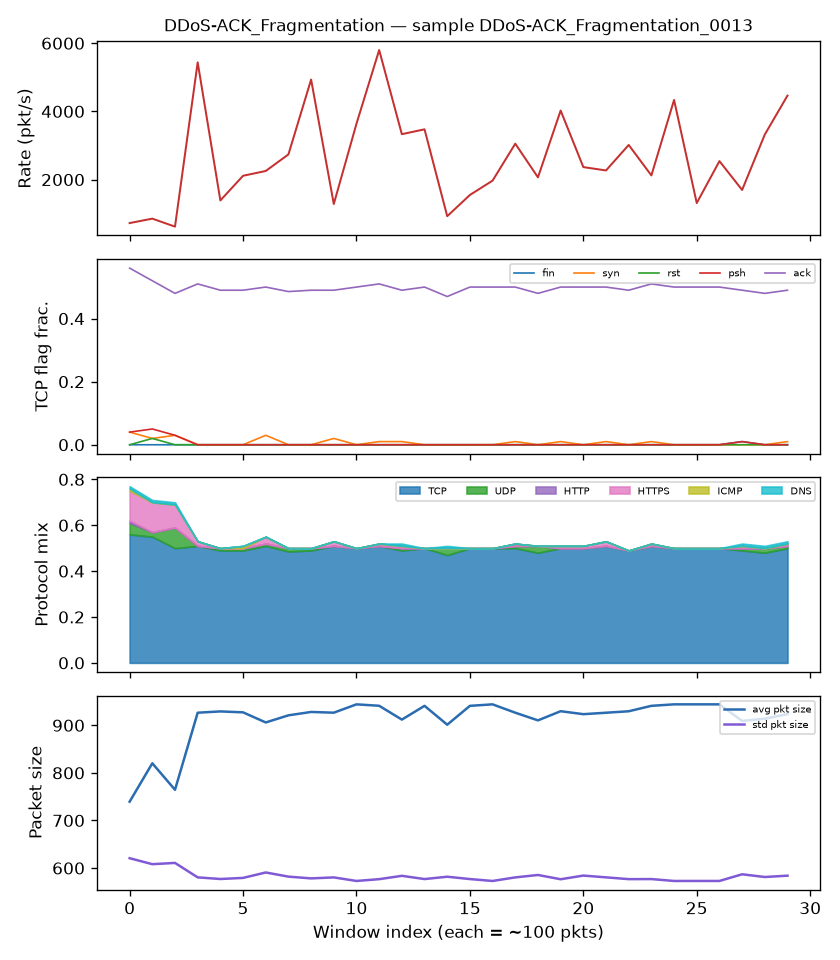 DDoS-ACK_Fragmentation — sample DDoS-ACK_Fragmentation_0013
6000
4000
2000
Rate (pkt/s)
fin syn rst psh ack
0.4
0.2
0.0
TCP flag frac.
TCP UDP HTTP HTTPS ICMP DNS
0.8
0.6
0.4
0.2
0.0
Protocol mix
avg pkt size
std pkt size
900
800
700
600
Packet size
0 5 10 15 20 25 30
Window index (each = ~100 pkts)